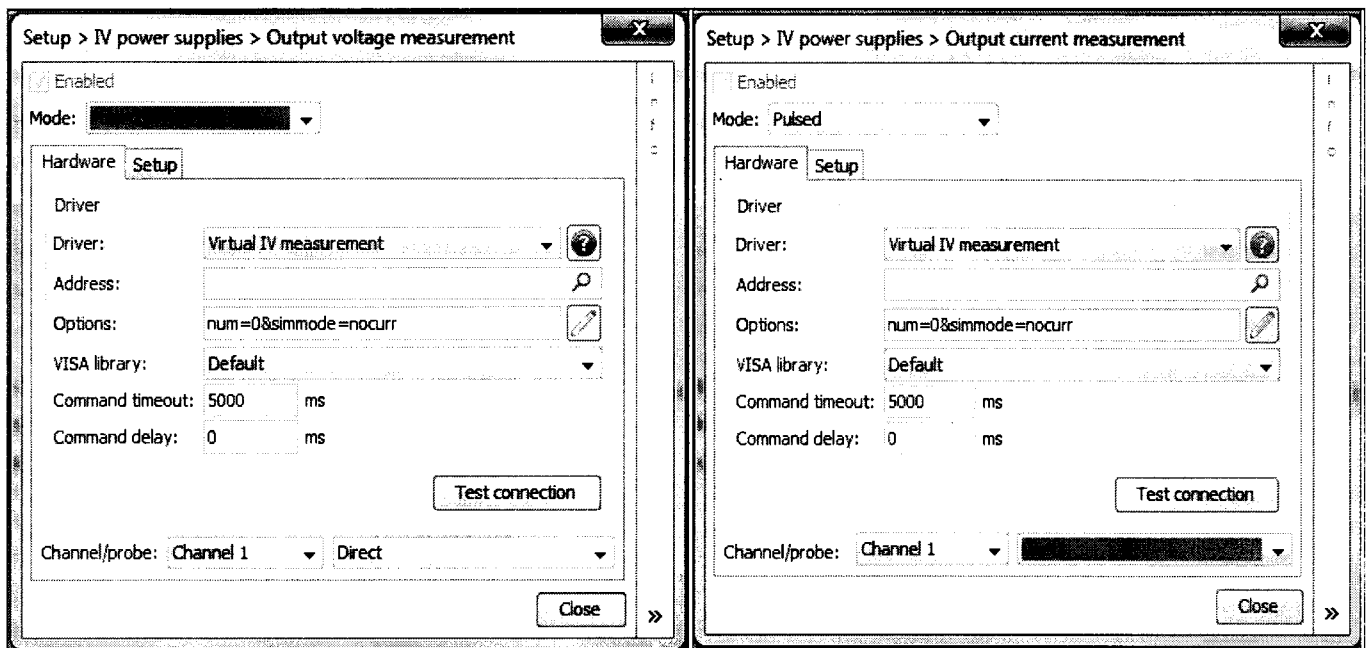 Setup > IV power supplies > Output voltage measurement
Enabled
Mode:
Hardware Setup
Driver
Driver: Virtual IV measurement
Address:
Options: num=0&simmode=nocurr
VISA library: Default
Command timeout: 5000 ms
Command delay: 0 ms
Test connection
Channel/probe: Channel 1 Direct
Close »
Info
Setup > IV power supplies > Output current measurement
Enabled
Mode: Pulsed
Hardware Setup
Driver
Driver: Virtual IV measurement
Address:
Options: num=0&simmode=nocurr
VISA library: Default
Command timeout: 5000 ms
Command delay: 0 ms
Test connection
Channel/probe: Channel 1
Close »
Info